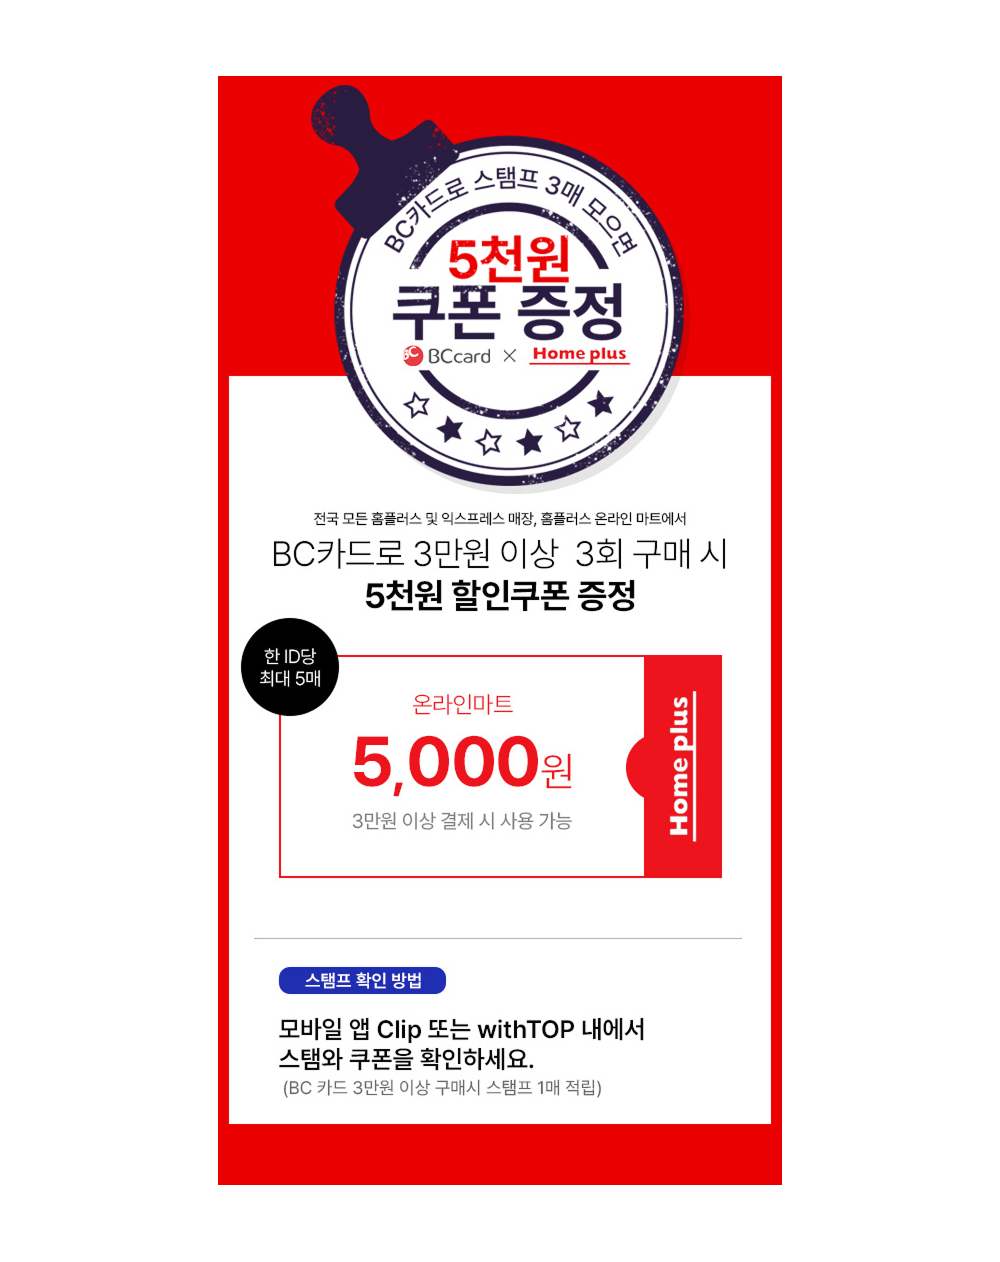 BC카드로 스탬프 3매 모으면
5천원
쿠폰 증정
BC BCcard × Home plus
전국 모든 홈플러스 및 익스프레스 매장, 홈플러스 온라인 마트에서
BC카드로 3만원 이상 3회 구매 시
5천원 할인쿠폰 증정
한 ID당
최대 5매
온라인마트
5,000원
3만원 이상 결제 시 사용 가능
Home plus
스탬프 확인 방법
모바일 앱 Clip 또는 withTOP 내에서
스탬와 쿠폰을 확인하세요.
(BC 카드 3만원 이상 구매시 스탬프 1매 적립)